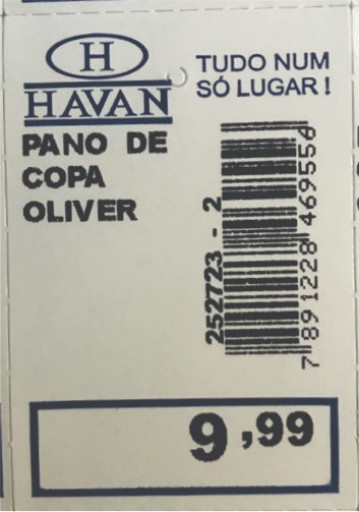 H
HAVAN
TUDO NUM
SÓ LUGAR!
PANO DE
COPA
OLIVER
252723 - 2
7 891228 469556
9,99